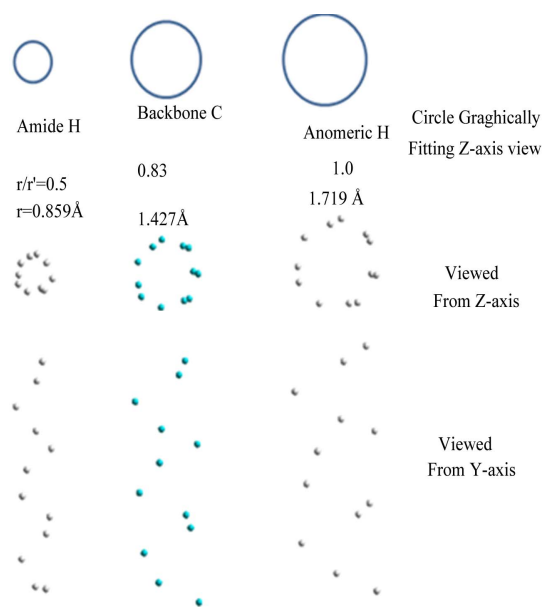 Amide H
Backbone C
Anomeric H
Circle Graghically
Fitting Z-axis view
r/r'=0.5
r=0.859Å
0.83
1.427Å
1.0
1.719 Å
Viewed
From Z-axis
Viewed
From Y-axis